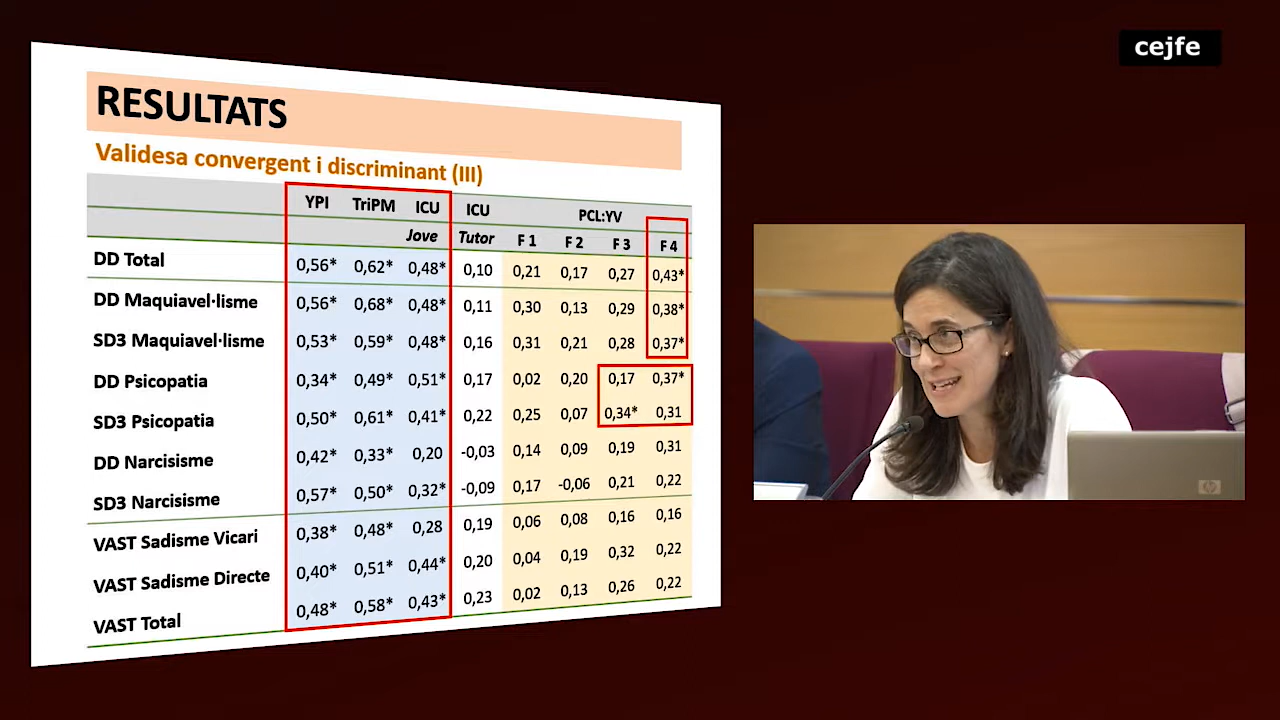 cejfe
RESULTATS
Validesa convergent i discriminant (III)
YPI TriPM ICU ICU PCL:YV
Jove Tutor F 1 F 2 F 3 F 4
DD Total 0,56* 0,62* 0,48* 0,10 0,21 0,17 0,27 0,43*
DD Maquiavel·lisme 0,56* 0,68* 0,48* 0,11 0,30 0,13 0,29 0,38*
SD3 Maquiavel·lisme 0,53* 0,59* 0,48* 0,16 0,31 0,21 0,28 0,37*
DD Psicopatia 0,34* 0,49* 0,51* 0,17 0,02 0,20 0,17 0,37*
SD3 Psicopatia 0,50* 0,61* 0,41* 0,22 0,25 0,07 0,34* 0,31
DD Narcisisme 0,42* 0,33* 0,20 -0,03 0,14 0,09 0,19 0,31
SD3 Narcisisme 0,57* 0,50* 0,32* -0,09 0,17 -0,06 0,21 0,22
VAST Sadisme Vicari 0,38* 0,48* 0,28 0,19 0,06 0,08 0,16 0,16
VAST Sadisme Directe 0,40* 0,51* 0,44* 0,20 0,04 0,19 0,32 0,22
VAST Total 0,48* 0,58* 0,43* 0,23 0,02 0,13 0,26 0,22
hp